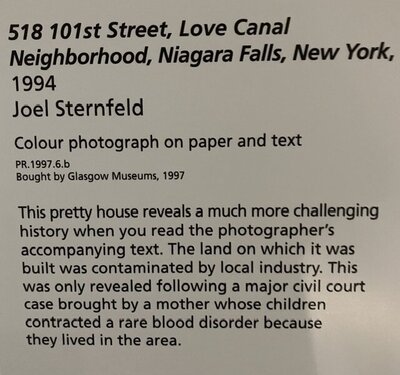 518 101st Street, Love Canal
Neighborhood, Niagara Falls, New York,
1994
Joel Sternfeld
Colour photograph on paper and text
PR.1997.6.b
Bought by Glasgow Museums, 1997
This pretty house reveals a much more challenging
history when you read the photographer's
accompanying text. The land on which it was
built was contaminated by local industry. This
was only revealed following a major civil court
case brought by a mother whose children
contracted a rare blood disorder because
they lived in the area.